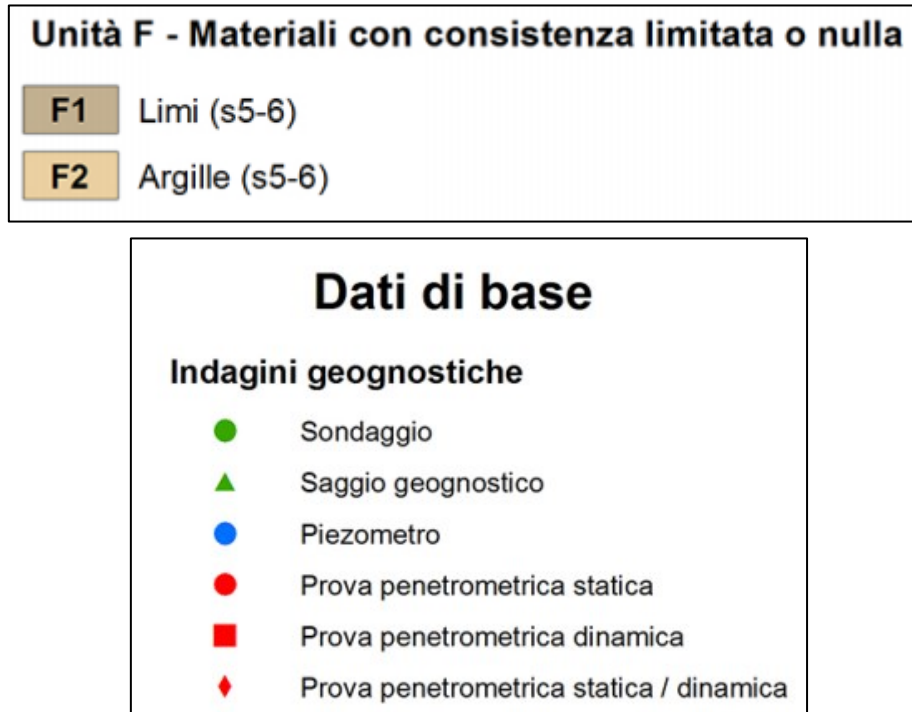 Unità F - Materiali con consistenza limitata o nulla
F1 Limi (s5-6)
F2 Argille (s5-6)
Dati di base
Indagini geognostiche
Sondaggio
Saggio geognostico
Piezometro
Prova penetrometrica statica
Prova penetrometrica dinamica
Prova penetrometrica statica / dinamica